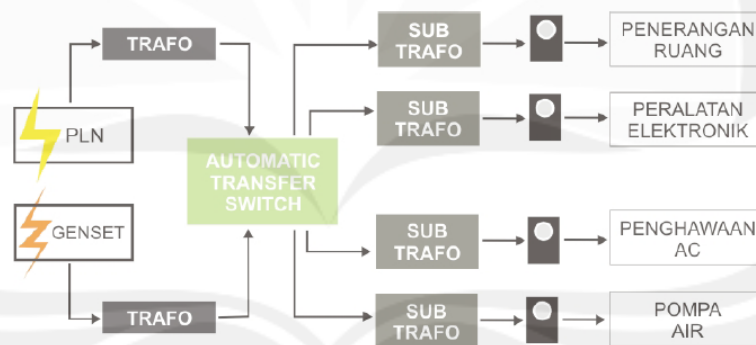 TRAFO
PLN
GENSET
TRAFO
AUTOMATIC
TRANSFER
SWITCH
SUB
TRAFO
PENERANGAN
RUANG
SUB
TRAFO
PERALATAN
ELEKTRONIK
SUB
TRAFO
PENGHAWAAN
AC
SUB
TRAFO
POMPA
AIR